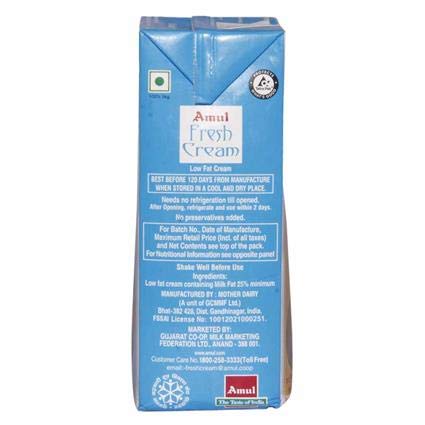 100% Veg.
Tetra Pak
Amul
Fresh
Cream
Low Fat Cream
BEST BEFORE 120 DAYS FROM MANUFACTURE
WHEN STORED IN A COOL AND DRY PLACE.
Needs no refrigeration till opened.
After Opening, refrigerate and use within 2 days.
No preservatives added.
For Batch No., Date of Manufacture,
Maximum Retail Price (Incl. of all taxes)
and Net Contents see top of the pack.
For Nutritional Information see opposite panel
Shake Well Before Use
Ingredients:
Low fat cream containing Milk Fat 25% minimum
MANUFACTURED BY : MOTHER DAIRY
(A unit of GCMMF Ltd.)
Bhat-382 428, Dist. Gandhinagar, India.
FSSAI License No: 10012021000251.
MARKETED BY:
GUJARAT CO-OP. MILK MARKETING
FEDERATION LTD., ANAND - 388 001.
www.amul.com
Customer Care No.1800-258-3333(Toll Free)
email:-freshcream@amul.coop
Amul
The Taste of India